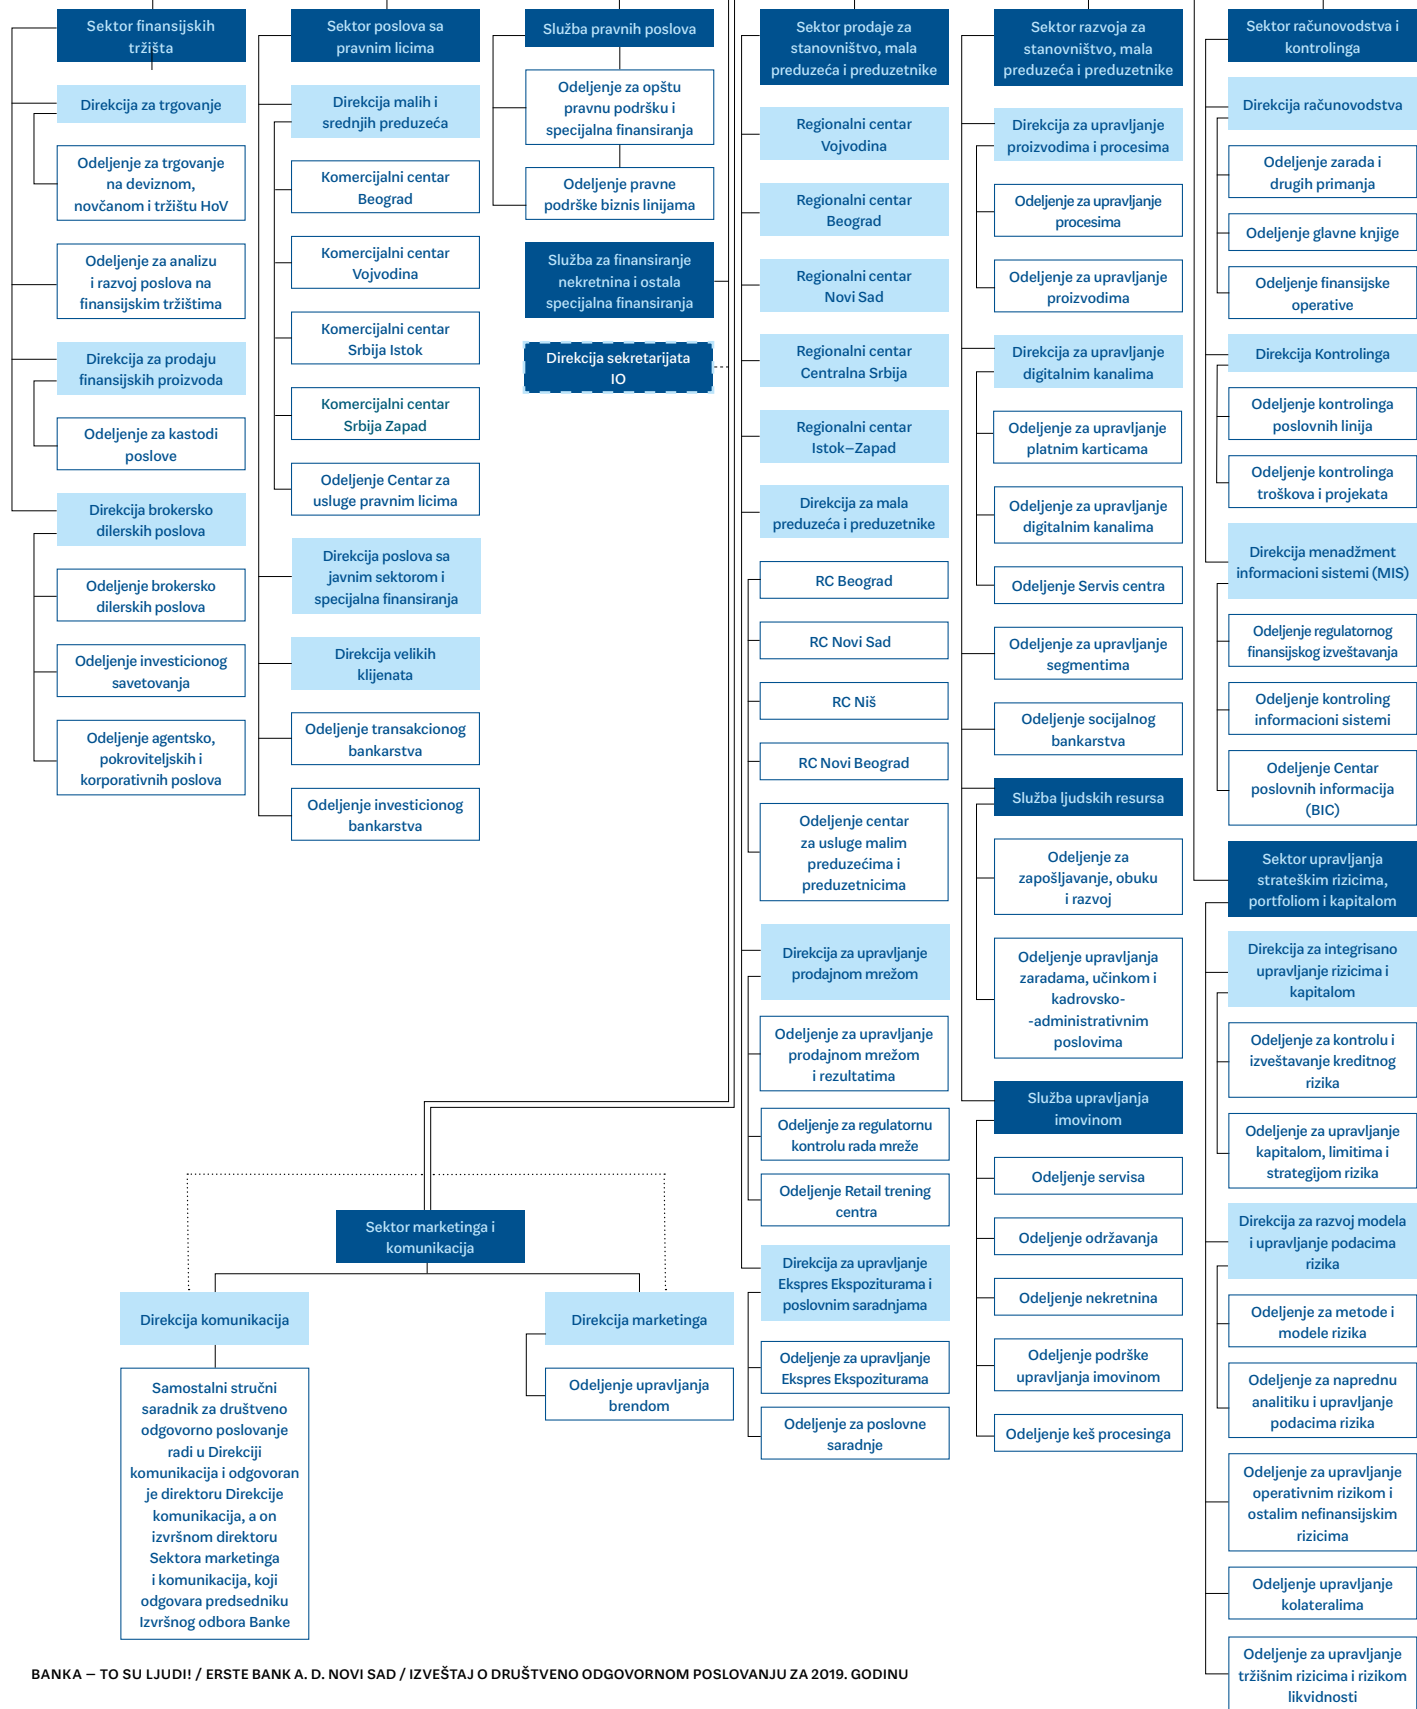 Sektor finansijskih
tržišta
Direkcija za trgovanje
Odeljenje za trgovanje
na deviznom,
novčanom i tržištu HoV
Odeljenje za analizu
i razvoj poslova na
finansijskim tržištima
Direkcija za prodaju
finansijskih proizvoda
Odeljenje za kastodi
poslove
Direkcija brokersko
dilerskih poslova
Odeljenje brokersko
dilerskih poslova
Odeljenje investicionog
savetovanja
Odeljenje agentsko,
pokroviteljskih i
korporativnih poslova
Sektor poslova sa
pravnim licima
Direkcija malih i
srednjih preduzeća
Komercijalni centar
Beograd
Komercijalni centar
Vojvodina
Komercijalni centar
Srbija Istok
Komercijalni centar
Srbija Zapad
Odeljenje Centar za
usluge pravnim licima
Direkcija poslova sa
javnim sektorom i
specijalna finansiranja
Direkcija velikih
klijenata
Odeljenje transakcionog
bankarstva
Odeljenje investicionog
bankarstva
Služba pravnih poslova
Odeljenje za opštu
pravnu podršku i
specijalna finansiranja
Odeljenje pravne
podrške biznis linijama
Služba za finansiranje
nekretnina i ostala
specijalna finansiranja
Direkcija sekretarijata
IO
Sektor prodaje za
stanovništvo, mala
preduzeća i preduzetnike
Regionalni centar
Vojvodina
Regionalni centar
Beograd
Regionalni centar
Novi Sad
Regionalni centar
Centralna Srbija
Regionalni centar
Istok–Zapad
Direkcija za mala
preduzeća i preduzetnike
RC Beograd
RC Novi Sad
RC Niš
RC Novi Beograd
Odeljenje centar
za usluge malim
preduzećima i
preduzetnicima
Direkcija za upravljanje
prodajnom mrežom
Odeljenje za upravljanje
prodajnom mrežom
i rezultatima
Odeljenje za regulatornu
kontrolu rada mreže
Odeljenje Retail trening
centra
Direkcija za upravljanje
Ekspres Ekspoziturama i
poslovnim saradnjama
Odeljenje za upravljanje
Ekspres Ekspoziturama
Odeljenje za poslovne
saradnje
Sektor razvoja za
stanovništvo, mala
preduzeća i preduzetnike
Direkcija za upravljanje
proizvodima i procesima
Odeljenje za upravljanje
procesima
Odeljenje za upravljanje
proizvodima
Direkcija za upravljanje
digitalnim kanalima
Odeljenje za upravljanje
platnim karticama
Odeljenje za upravljanje
digitalnim kanalima
Odeljenje Servis centra
Odeljenje za upravljanje
segmentima
Odeljenje socijalnog
bankarstva
Služba ljudskih resursa
Odeljenje za
zapošljavanje, obuku
i razvoj
Odeljenje upravljanja
zaradama, učinkom i
kadrovsko-
-administrativnim
poslovima
Služba upravljanja
imovinom
Odeljenje servisa
Odeljenje održavanja
Odeljenje nekretnina
Odeljenje podrške
upravljanja imovinom
Odeljenje keš procesinga
Sektor računovodstva i
kontrolinga
Direkcija računovodstva
Odeljenje zarada i
drugih primanja
Odeljenje glavne knjige
Odeljenje finansijske
operative
Direkcija Kontrolinga
Odeljenje kontrolinga
poslovnih linija
Odeljenje kontrolinga
troškova i projekata
Direkcija menadžment
informacioni sistemi (MIS)
Odeljenje regulatornog
finansijskog izveštavanja
Odeljenje kontroling
informacioni sistemi
Odeljenje Centar
poslovnih informacija
(BIC)
Sektor upravljanja
strateškim rizicima,
portfoliom i kapitalom
Direkcija za integrisano
upravljanje rizicima i
kapitalom
Odeljenje za kontrolu i
izveštavanje kreditnog
rizika
Odeljenje za upravljanje
kapitalom, limitima i
strategijom rizika
Direkcija za razvoj modela
i upravljanje podacima
rizika
Odeljenje za metode i
modele rizika
Odeljenje za naprednu
analitiku i upravljanje
podacima rizika
Odeljenje za upravljanje
operativnim rizikom i
ostalim nefinansijskim
rizicima
Odeljenje upravljanje
kolateralima
Odeljenje za upravljanje
tržišnim rizicima i rizikom
likvidnosti
Sektor marketinga i
komunikacija
Direkcija komunikacija
Samostalni stručni
saradnik za društveno
odgovorno poslovanje
radi u Direkciji
komunikacija i odgovoran
je direktoru Direkcije
komunikacija, a on
izvršnom direktoru
Sektora marketinga
i komunikacija, koji
odgovara predsedniku
Izvršnog odbora Banke
Direkcija marketinga
Odeljenje upravljanja
brendom
BANKA – TO SU LJUDI! / ERSTE BANK A. D. NOVI SAD / IZVEŠTAJ O DRUŠTVENO ODGOVORNOM POSLOVANJU ZA 2019. GODINU